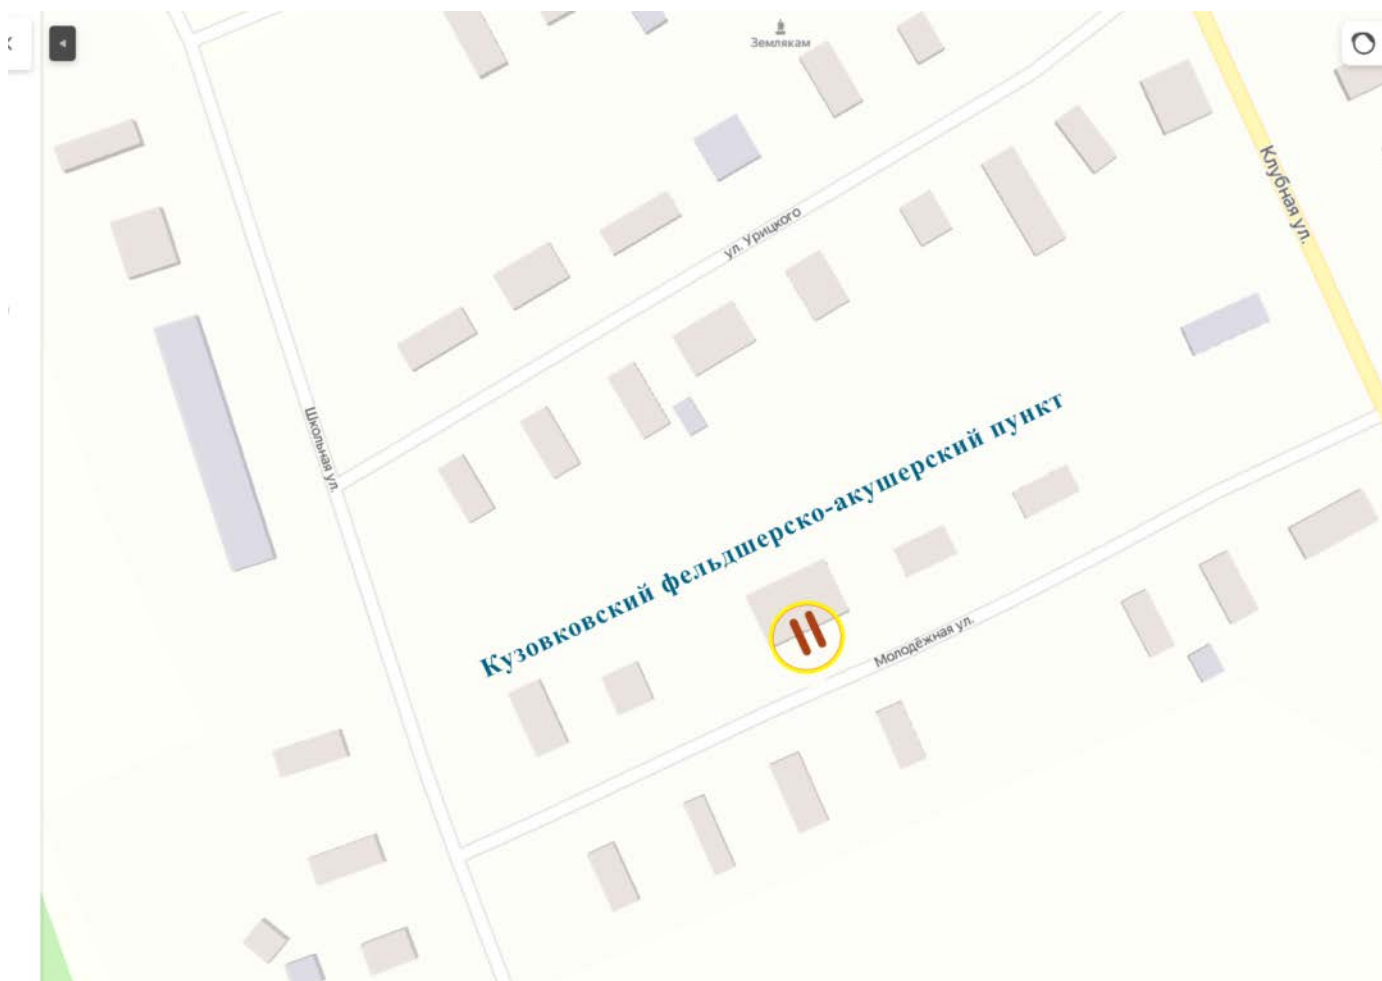 Землякам
Клубная ул.
ул. Урицкого
Школьная ул.
Кузовковский фельдшерско-акушерский пункт
Молодёжная ул.